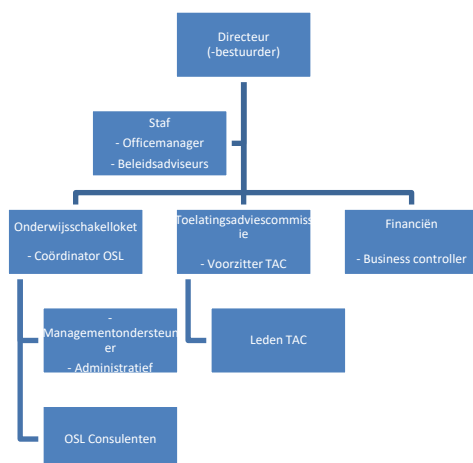 Directeur
(-bestuurder)
Staf
- Officemanager
- Beleidsadviseurs
Onderwijsschakelloket
- Coördinator OSL
Toelatingsadviescommiss
ie
- Voorzitter TAC
Financiën
- Business controller
-
Managementondersteun
er
- Administratief
Leden TAC
OSL Consulenten